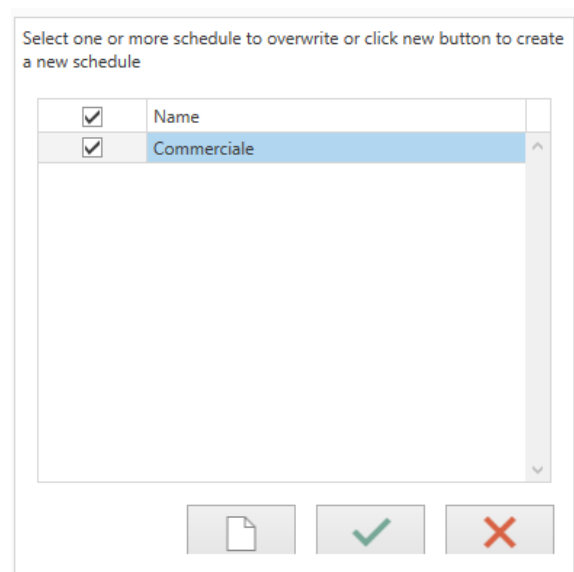 Select one or more schedule to overwrite or click new button to create
a new schedule
Name
Commerciale